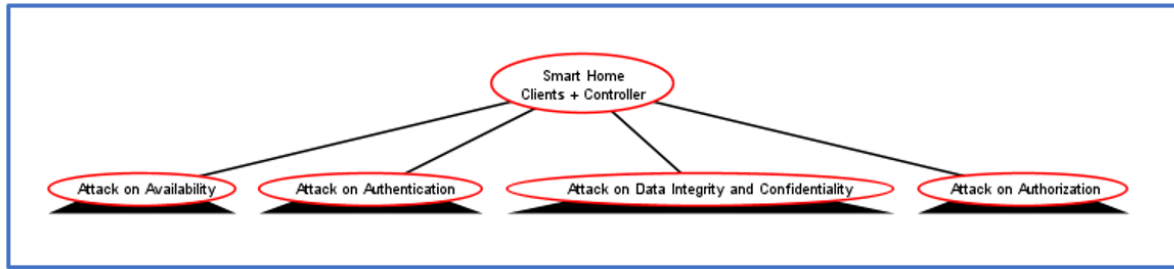 Smart Home
Clients + Controller
Attack on Availability
Attack on Authentication
Attack on Data Integrity and Confidentiality
Attack on Authorization